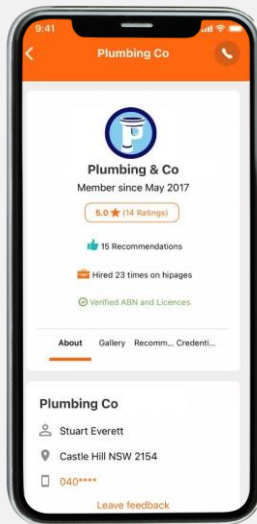 9:41
Plumbing Co
P
Plumbing & Co
Member since May 2017
5.0 ★ (14 Ratings)
15 Recommendations
Hired 23 times on hipages
Verified ABN and Licences
About Gallery Recomm... Credenti...
Plumbing Co
Stuart Everett
Castle Hill NSW 2154
040****
Leave feedback